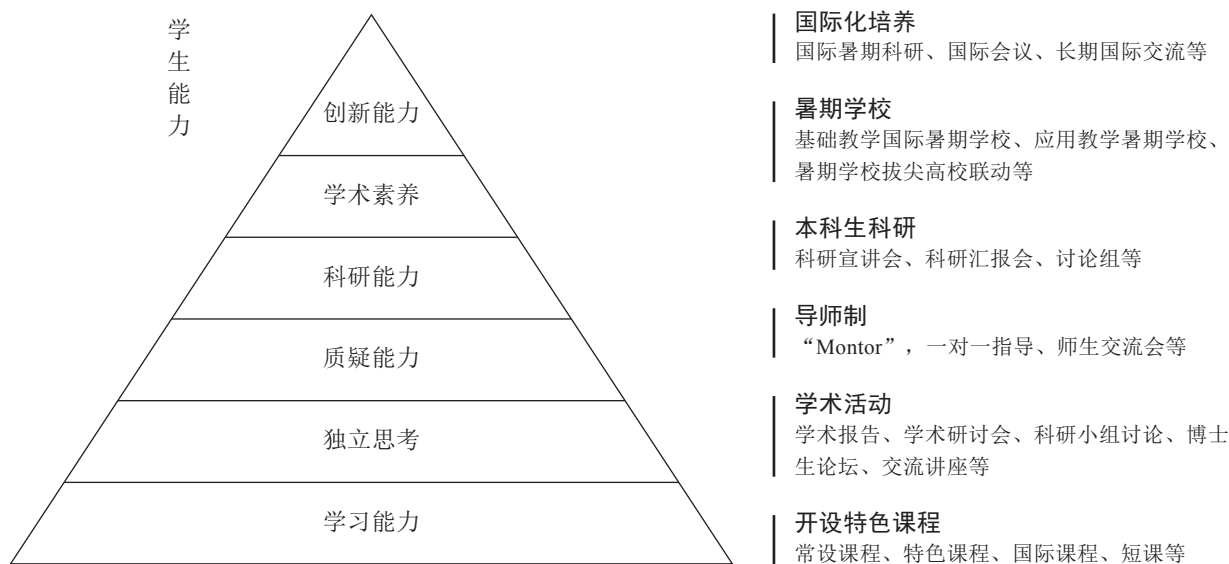 学生能力
创新能力
学术素养
科研能力
质疑能力
独立思考
学习能力
国际化培养
国际暑期科研、国际会议、长期国际交流等
暑期学校
基础教学国际暑期学校、应用教学暑期学校、
暑期学校拔尖高校联动等
本科生科研
科研宣讲会、科研汇报会、讨论组等
导师制
“Montor”，一对一指导、师生交流会等
学术活动
学术报告、学术研讨会、科研小组讨论、博士
生论坛、交流讲座等
开设特色课程
常设课程、特色课程、国际课程、短课等